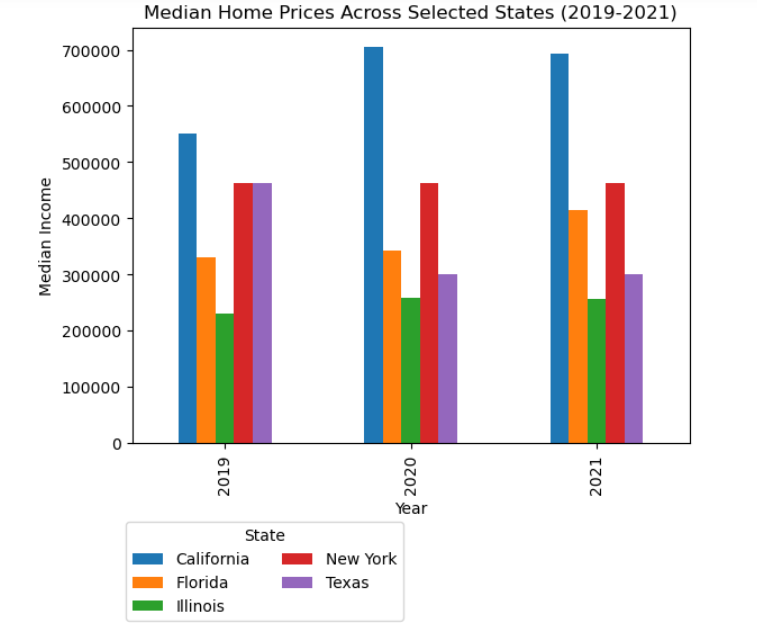 Median Home Prices Across Selected States (2019-2021)
700000
600000
500000
400000
300000
200000
100000
0
Median Income
2019
2020
2021
Year
State
California
Florida
Illinois
New York
Texas